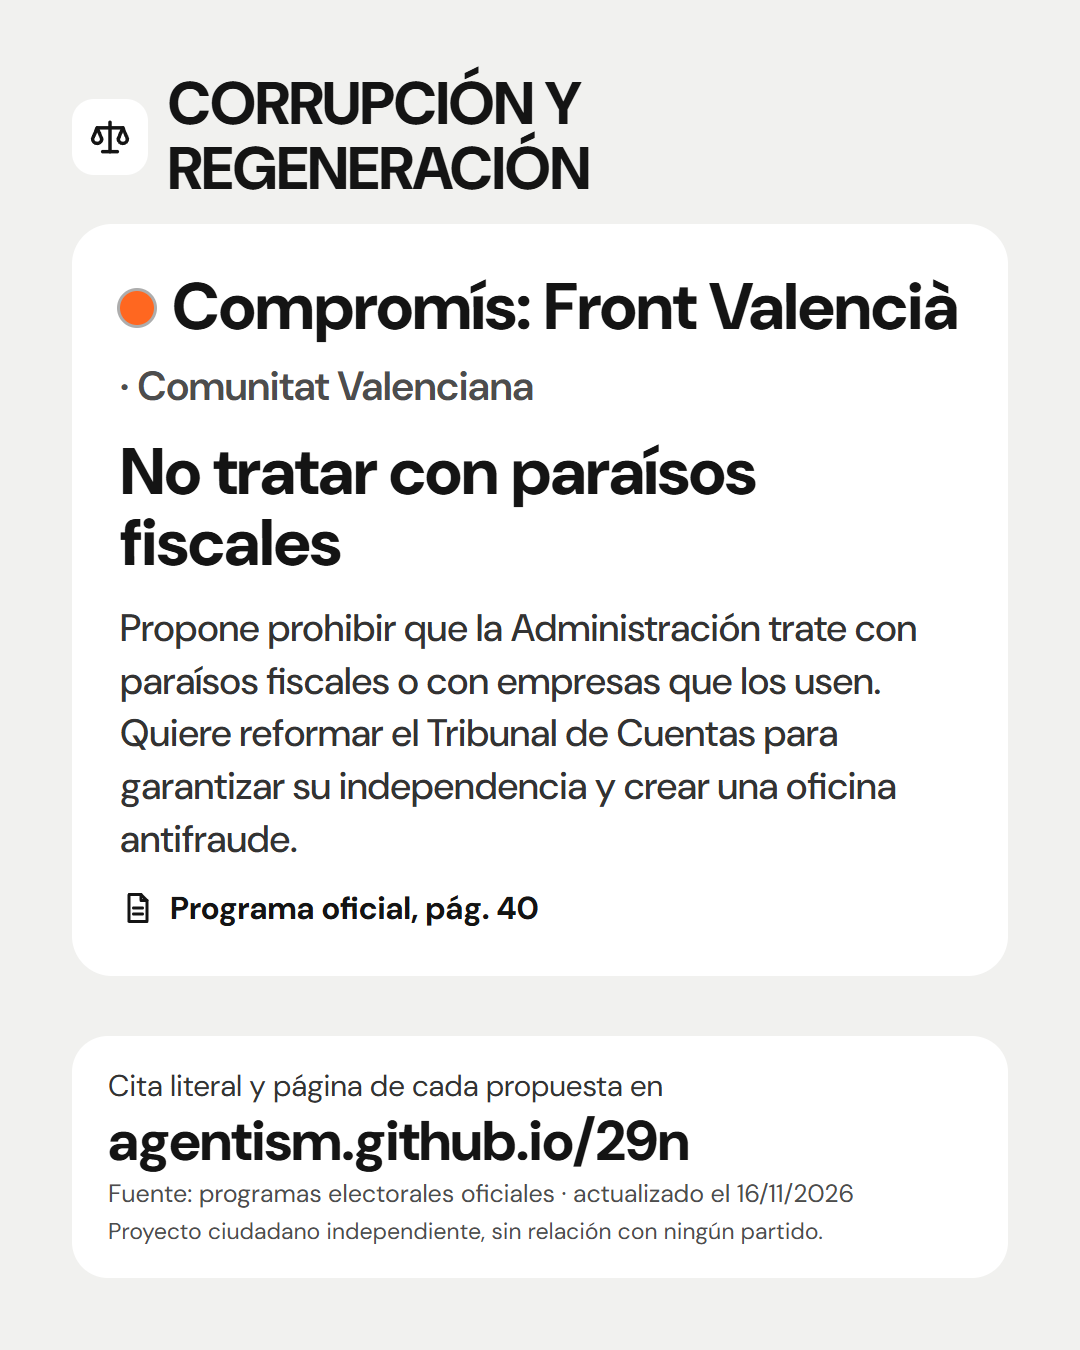 CORRUPCIÓN Y
REGENERACIÓN
Compromís: Front Valencià
· Comunitat Valenciana
No tratar con paraísos
fiscales
Propone prohibir que la Administración trate con
paraísos fiscales o con empresas que los usen.
Quiere reformar el Tribunal de Cuentas para
garantizar su independencia y crear una oficina
antifraude.
Programa oficial, pág. 40
Cita literal y página de cada propuesta en
agentism.github.io/29n
Fuente: programas electorales oficiales · actualizado el 16/11/2026
Proyecto ciudadano independiente, sin relación con ningún partido.